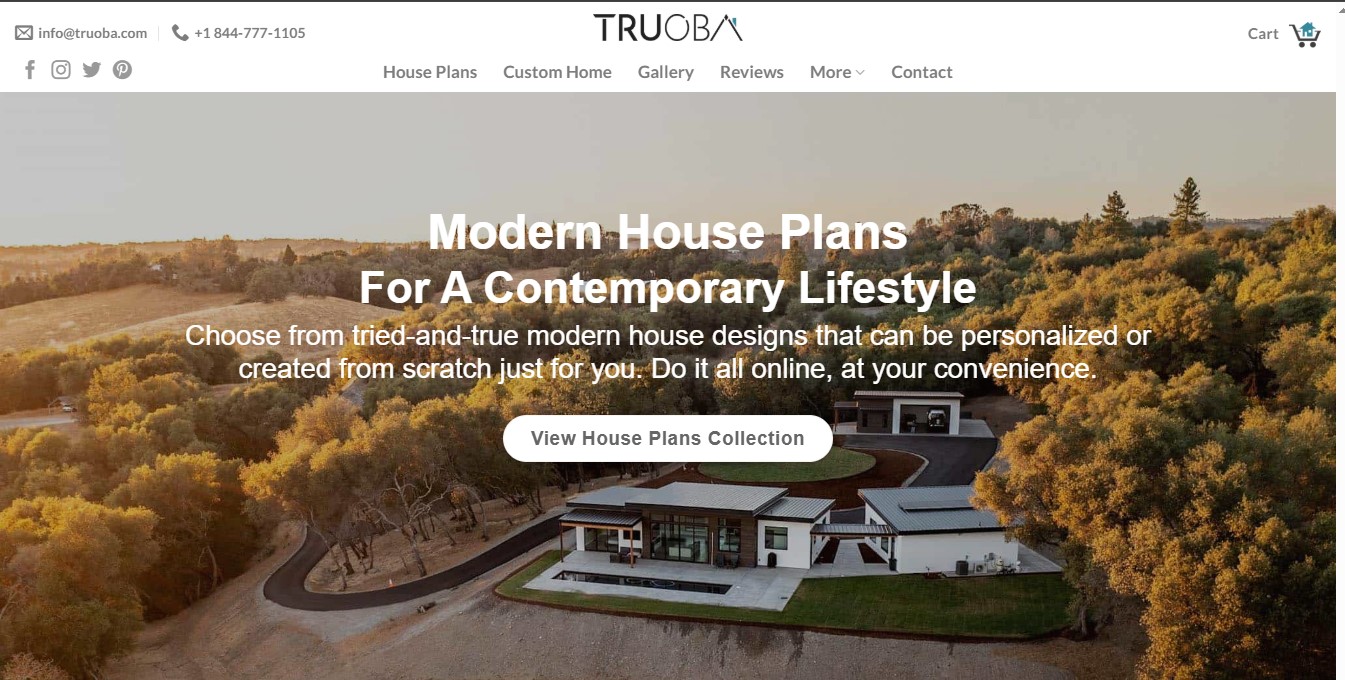 info@truoba.com
+1 844-777-1105
TRUOBA
Cart
House Plans
Custom Home
Gallery
Reviews
More
Contact
Modern House Plans
For A Contemporary Lifestyle
Choose from tried-and-true modern house designs that can be personalized or
created from scratch just for you. Do it all online, at your convenience.
View House Plans Collection